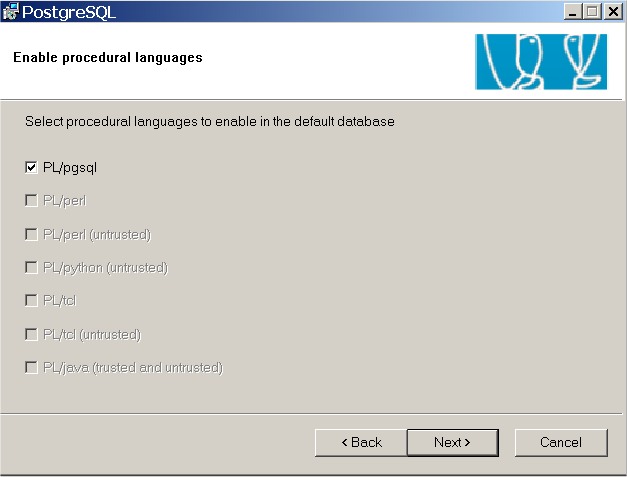 PostgreSQL
Enable procedural languages
Select procedural languages to enable in the default database
PL/pgsql
PL/perl
PL/perl (untrusted)
PL/python (untrusted)
PL/tcl
PL/tcl (untrusted)
PL/java (trusted and untrusted)
< Back Next > Cancel